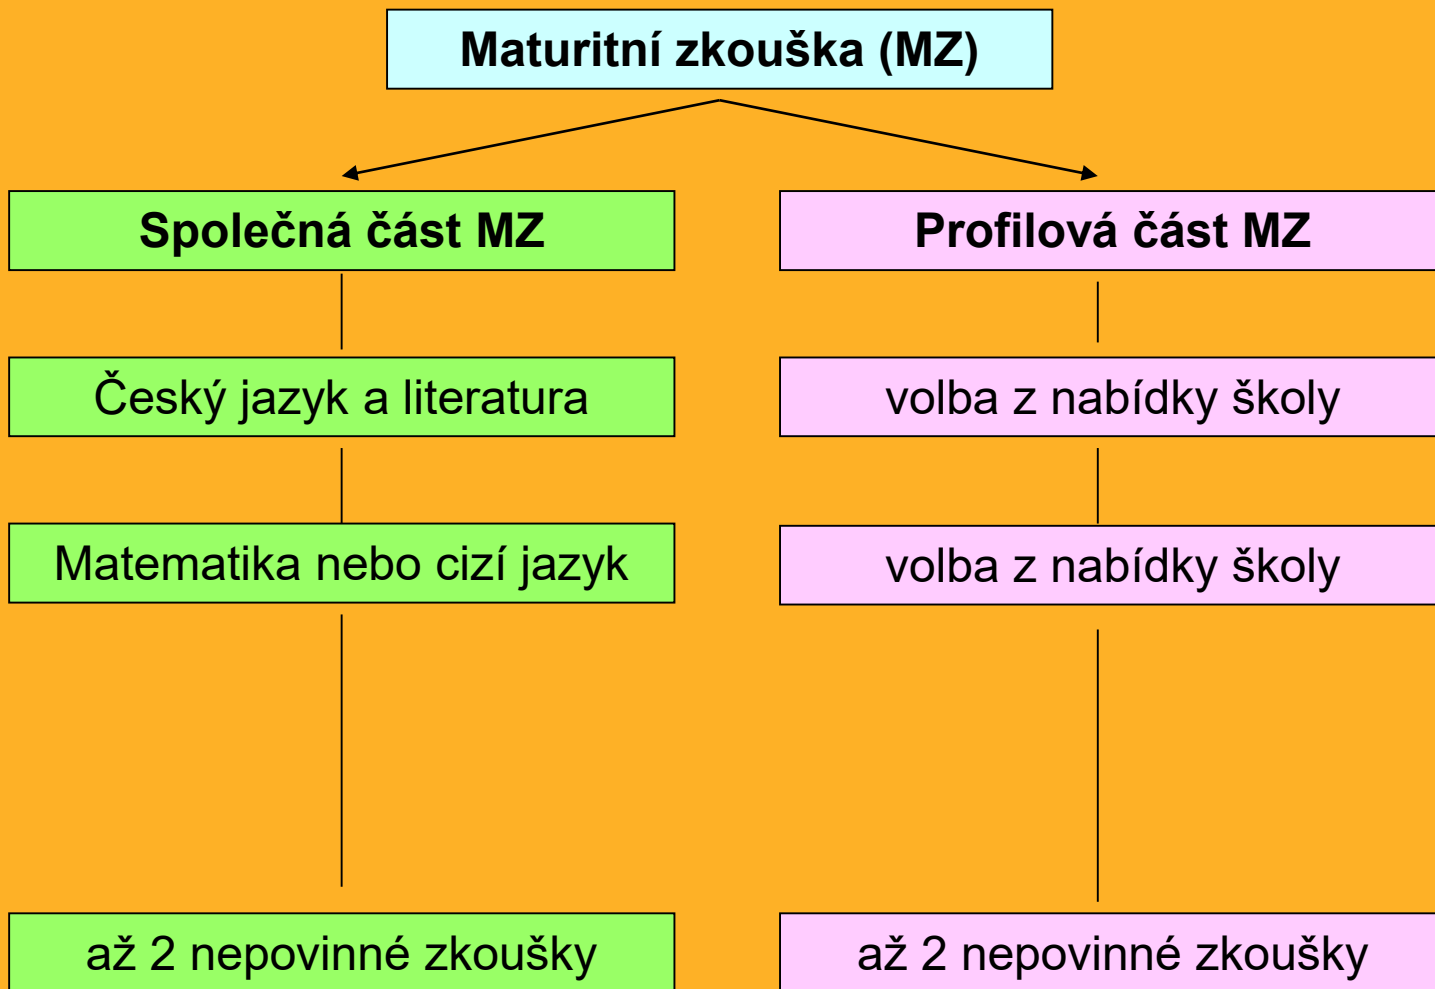 Maturitní zkouška (MZ)
Společná část MZ
Profilová část MZ
Český jazyk a literatura
volba z nabídky školy
Matematika nebo cizí jazyk
volba z nabídky školy
až 2 nepovinné zkoušky
až 2 nepovinné zkoušky